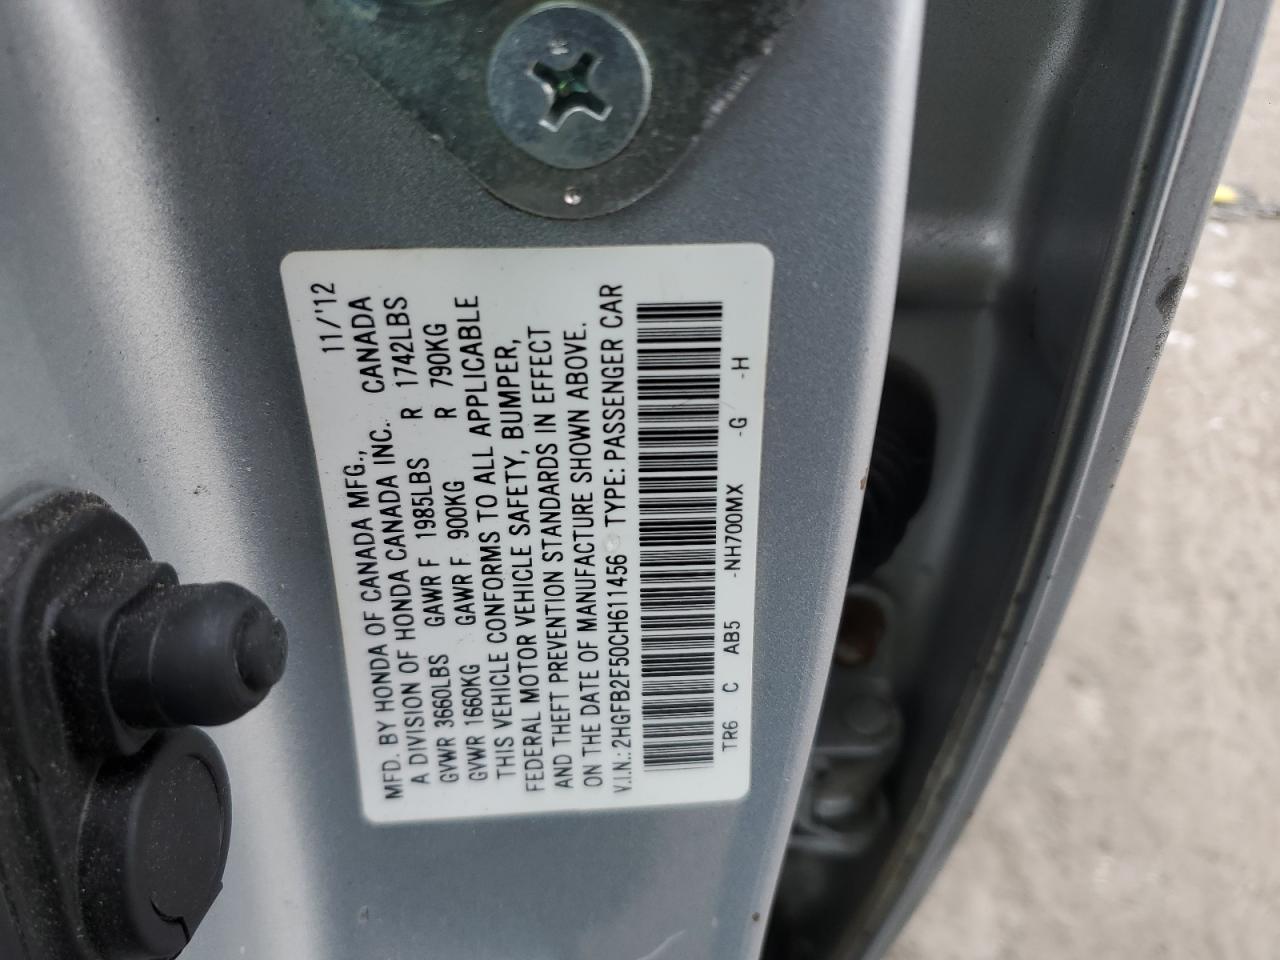 MFD. BY HONDA OF CANADA MFG., 11/'12
A DIVISION OF HONDA CANADA INC. CANADA
GVWR 3660LBS GAWR F 1985LBS R 1742LBS
GVWR 1660KG GAWR F 900KG R 790KG
THIS VEHICLE CONFORMS TO ALL APPLICABLE
FEDERAL MOTOR VEHICLE SAFETY, BUMPER,
AND THEFT PREVENTION STANDARDS IN EFFECT
ON THE DATE OF MANUFACTURE SHOWN ABOVE.
V.I.N.: 2HGFB2F50CH611456 TYPE: PASSENGER CAR
TR6 C AB5 -NH700MX -G -H